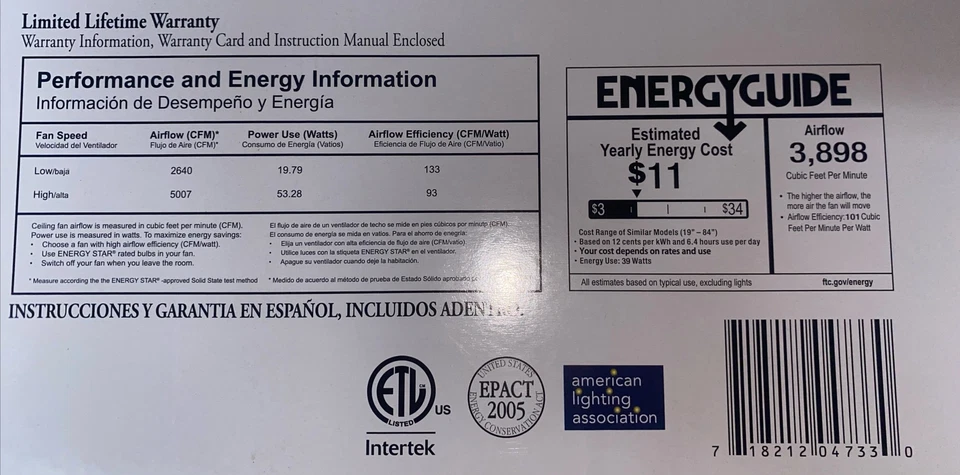 Limited Lifetime Warranty
Warranty Information, Warranty Card and Instruction Manual Enclosed
Performance and Energy Information
Información de Desempeño y Energía
Fan Speed Airflow (CFM)* Power Use (Watts) Airflow Efficiency (CFM/Watt)
Velocidad del Ventilador Flujo de Aire (CFM)* Consumo de Energía (Vatios) Eficiencia de Flujo de Aire (CFM/Vatio)
Low/baja 2640 19.79 133
High/alta 5007 53.28 93
Ceiling fan airflow is measured in cubic feet per minute (CFM).
Power use is measured in watts. To maximize energy savings:
• Choose a fan with high airflow efficiency (CFM/watt).
• Use ENERGY STAR® rated bulbs in your fan.
• Switch off your fan when you leave the room.
* Measure according the the ENERGY STAR® -approved Solid State test method
El flujo de aire de un ventilador de techo se mide en pies cúbicos por minuto (CFM).
El consumo de energía se mida en vatios. Para el ahorro de energía:
• Elija un ventilador con alta eficiencia de flujo de aire (CFM/vatio)
• Utilice luces con la etiqueta ENERGY STAR® en el ventilador.
• Apague su ventilador cuando deje la habitación.
* Medido de acuerdo al método de prueba de Estado Sólido
INSTRUCCIONES Y GARANTIA EN ESPAÑOL, INCLUIDOS
ENERGYGUIDE
Estimated
Yearly Energy Cost
$11
$3 $34
Cost Range of Similar Models (19" – 84")
• Based on 12 cents per kWh and 6.4 hours use per day
• Your cost depends on rates and use
• Energy Use: 39 Watts
Airflow
3,898
Cubic Feet Per Minute
• The higher the airflow, the
more air the fan will move
• Airflow Efficiency: 101 Cubic
Feet Per Minute Per Watt
All estimates based on typical use, excluding lights ftc.gov/energy
ETL
CM
LISTED
US
Intertek
UNITED STATES
EPACT
2005
ENERGY CONSERVATION ACT
american
lighting
association
7 18212 04733 0